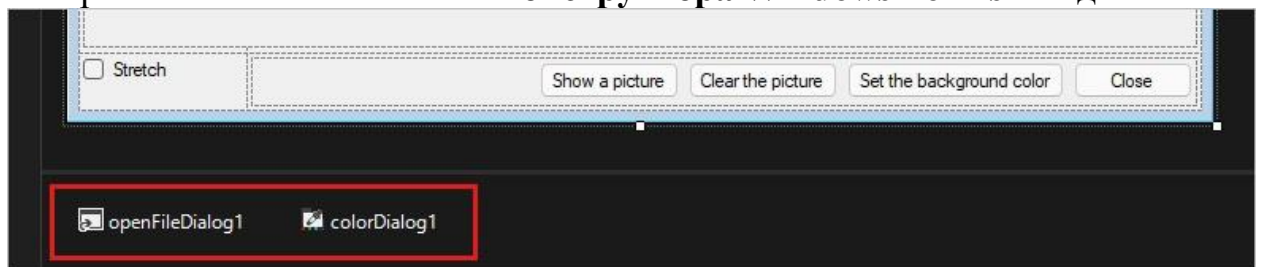 Stretch
Show a picture Clear the picture Set the background color Close
openFileDialog1 colorDialog1